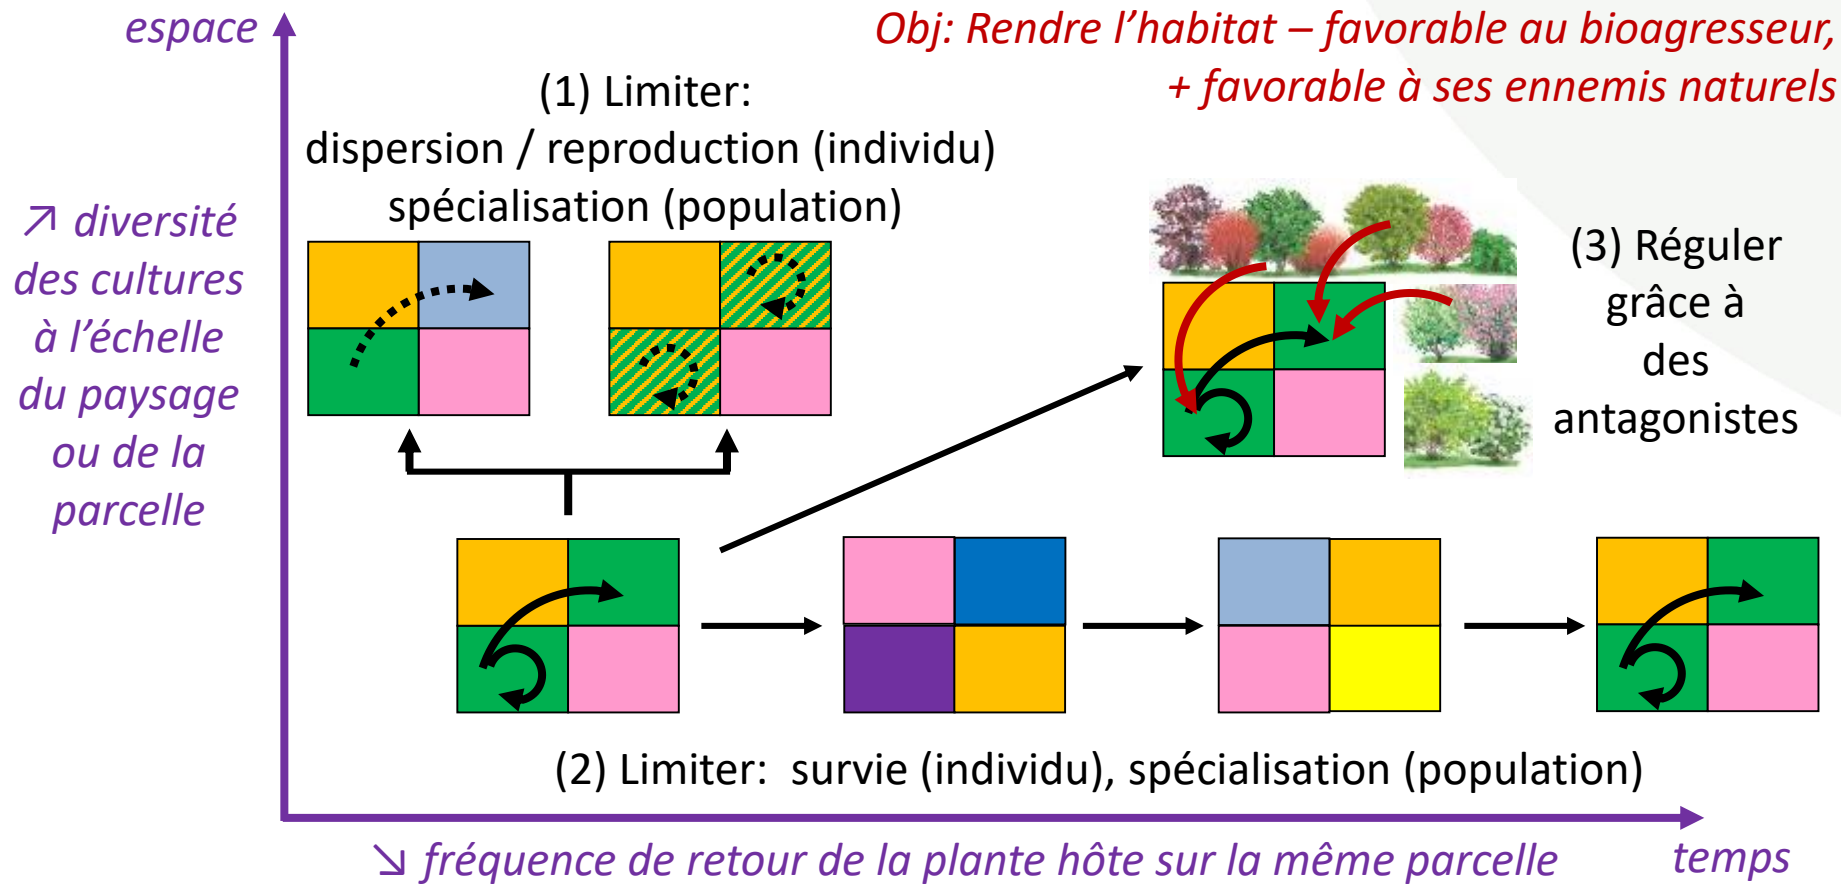 espace
Obj: Rendre l’habitat – favorable au bioagresseur,
+ favorable à ses ennemis naturels
(1) Limiter:
dispersion / reproduction (individu)
spécialisation (population)
↗ diversité
des cultures
à l’échelle
du paysage
ou de la
parcelle
(3) Réguler
grâce à
des
antagonistes
(2) Limiter: survie (individu), spécialisation (population)
↘ fréquence de retour de la plante hôte sur la même parcelle
temps